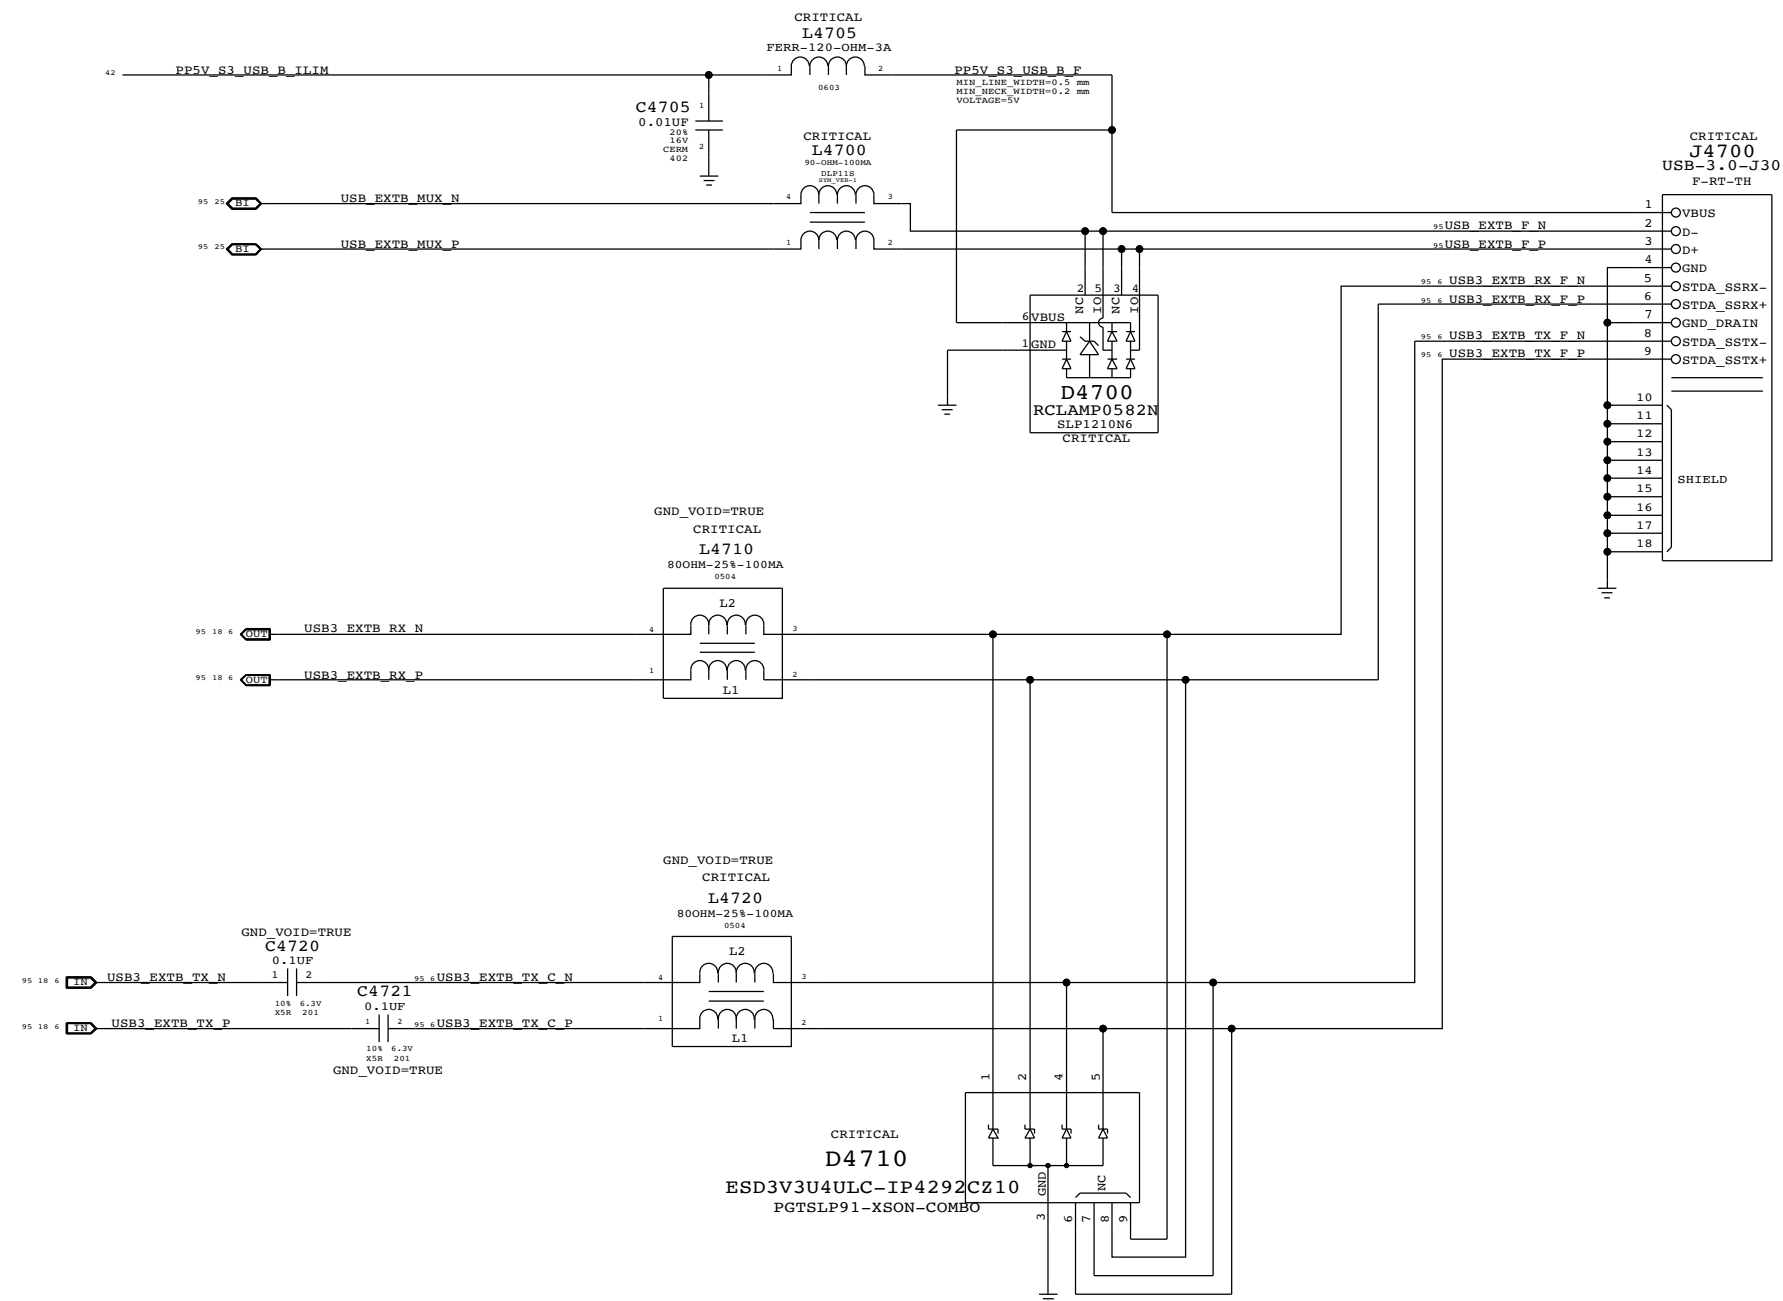 CRITICAL
L4705
FERR-120-OHM-3A
42 PP5V_S3_USB_B_ILIM
1 2
0603
PP5V_S3_USB_B_F
MIN_LINE_WIDTH=0.5 mm
MIN_NECK_WIDTH=0.2 mm
VOLTAGE=5V
C4705 1
0.01UF
20%
16V
CERM 2
402
CRITICAL
L4700
90-OHM-100MA
DLP11S
SYM_VER-1
95 25 BI USB_EXTB_MUX_N 4 3
95 25 BI USB_EXTB_MUX_P 1 2
95 USB_EXTB_F_N
95 USB_EXTB_F_P
CRITICAL
J4700
USB-3.0-J30
F-RT-TH
1 VBUS
2 D-
3 D+
4 GND
95 6 USB3_EXTB_RX_F_N 5 STDA_SSRX-
95 6 USB3_EXTB_RX_F_P 6 STDA_SSRX+
7 GND_DRAIN
95 6 USB3_EXTB_TX_F_N 8 STDA_SSTX-
95 6 USB3_EXTB_TX_F_P 9 STDA_SSTX+
10
11
12
13
14
15
16
17
18
SHIELD
2 5 3 4
NC IO NC IO
6 VBUS
1 GND
D4700
RCLAMP0582N
SLP1210N6
CRITICAL
GND_VOID=TRUE
CRITICAL
L4710
80OHM-25%-100MA
0504
L2
95 18 6 OUT USB3_EXTB_RX_N 4 3
95 18 6 OUT USB3_EXTB_RX_P 1 2
L1
GND_VOID=TRUE
CRITICAL
L4720
80OHM-25%-100MA
0504
GND_VOID=TRUE
C4720
0.1UF
L2
95 18 6 IN USB3_EXTB_TX_N 1 2 95 6 USB3_EXTB_TX_C_N 4 3
10% 6.3V
X5R 201
C4721
0.1UF
95 18 6 IN USB3_EXTB_TX_P 1 2 95 6 USB3_EXTB_TX_C_P 1 2
L1
10% 6.3V
X5R 201
GND_VOID=TRUE
1 2 4 5
CRITICAL
D4710
ESD3V3U4ULC-IP4292CZ10
PGTSLP91-XSON-COMBO
GND NC
3 6 7 8 9